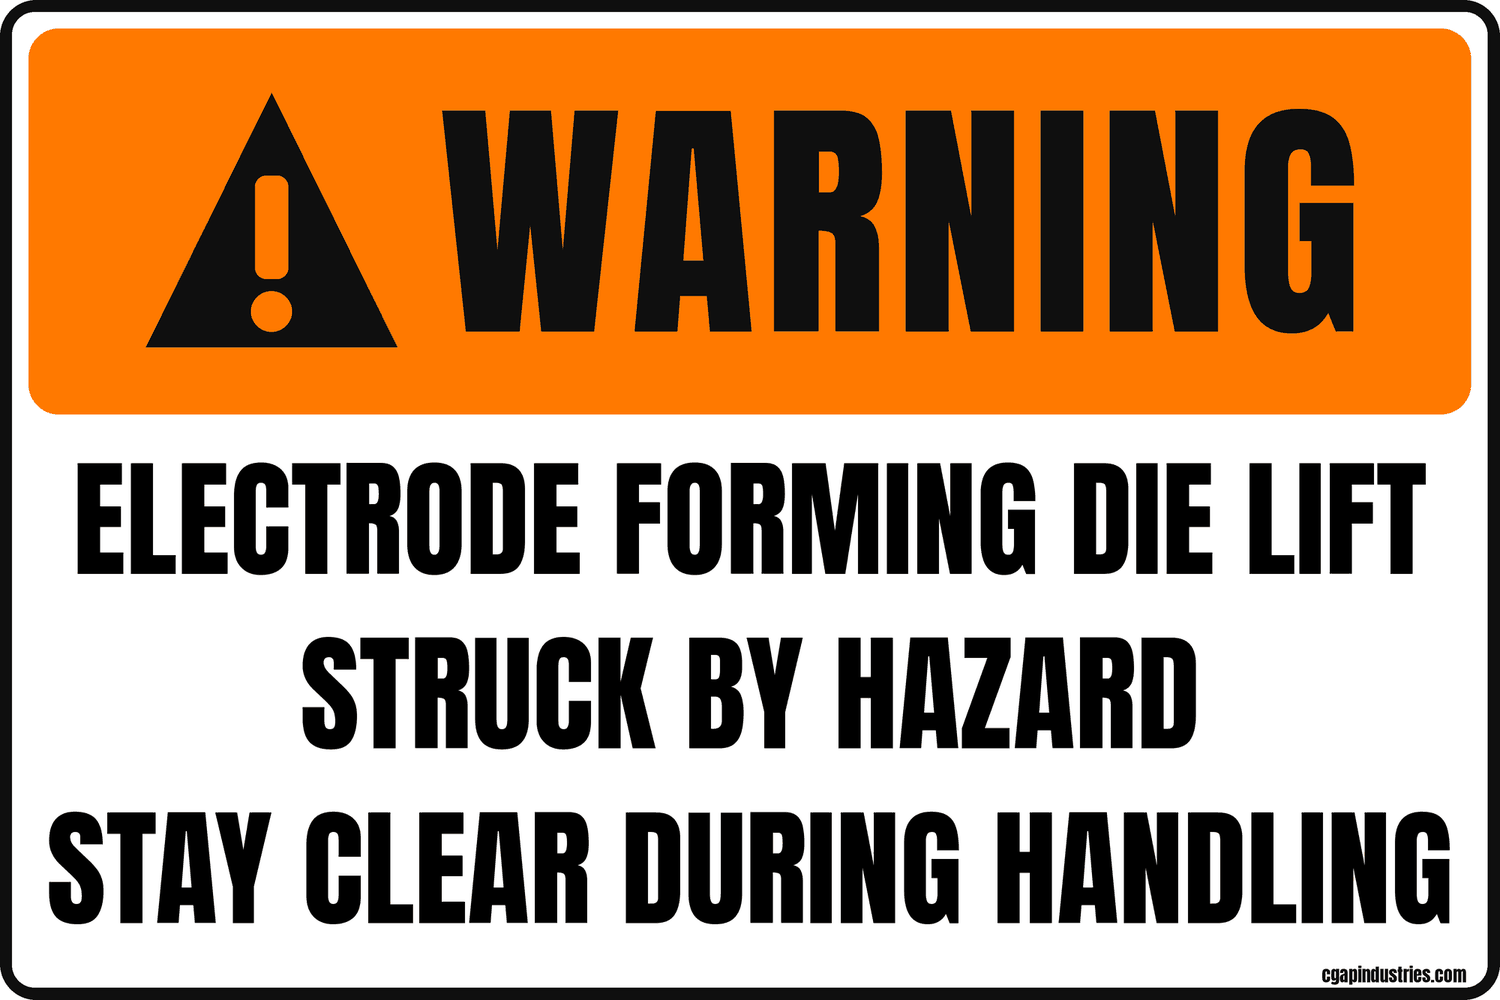 WARNING
ELECTRODE FORMING DIE LIFT
STRUCK BY HAZARD
STAY CLEAR DURING HANDLING
cgapindustries.com